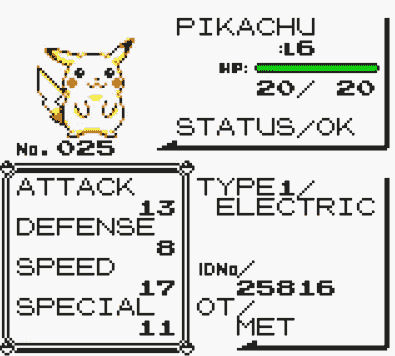 PIKACHU
:L6
HP:
20/ 20
STATUS/OK
No. 025
ATTACK
13
DEFENSE
8
SPEED
17
SPECIAL
11
TYPE1/
ELECTRIC
IDNo/
25816
OT/
MET